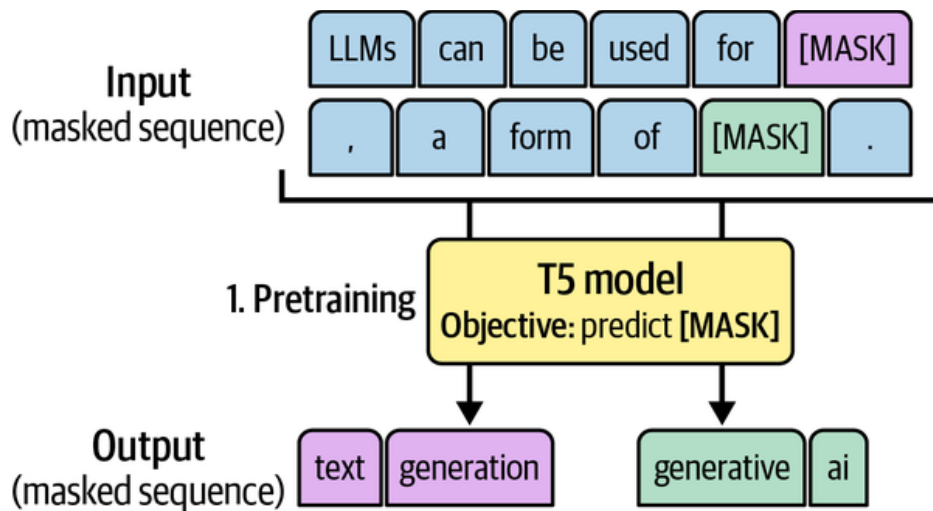 Input
(masked sequence)
LLMs can be used for [MASK]
, a form of [MASK] .
1. Pretraining
T5 model
Objective: predict [MASK]
Output
(masked sequence)
text generation generative ai